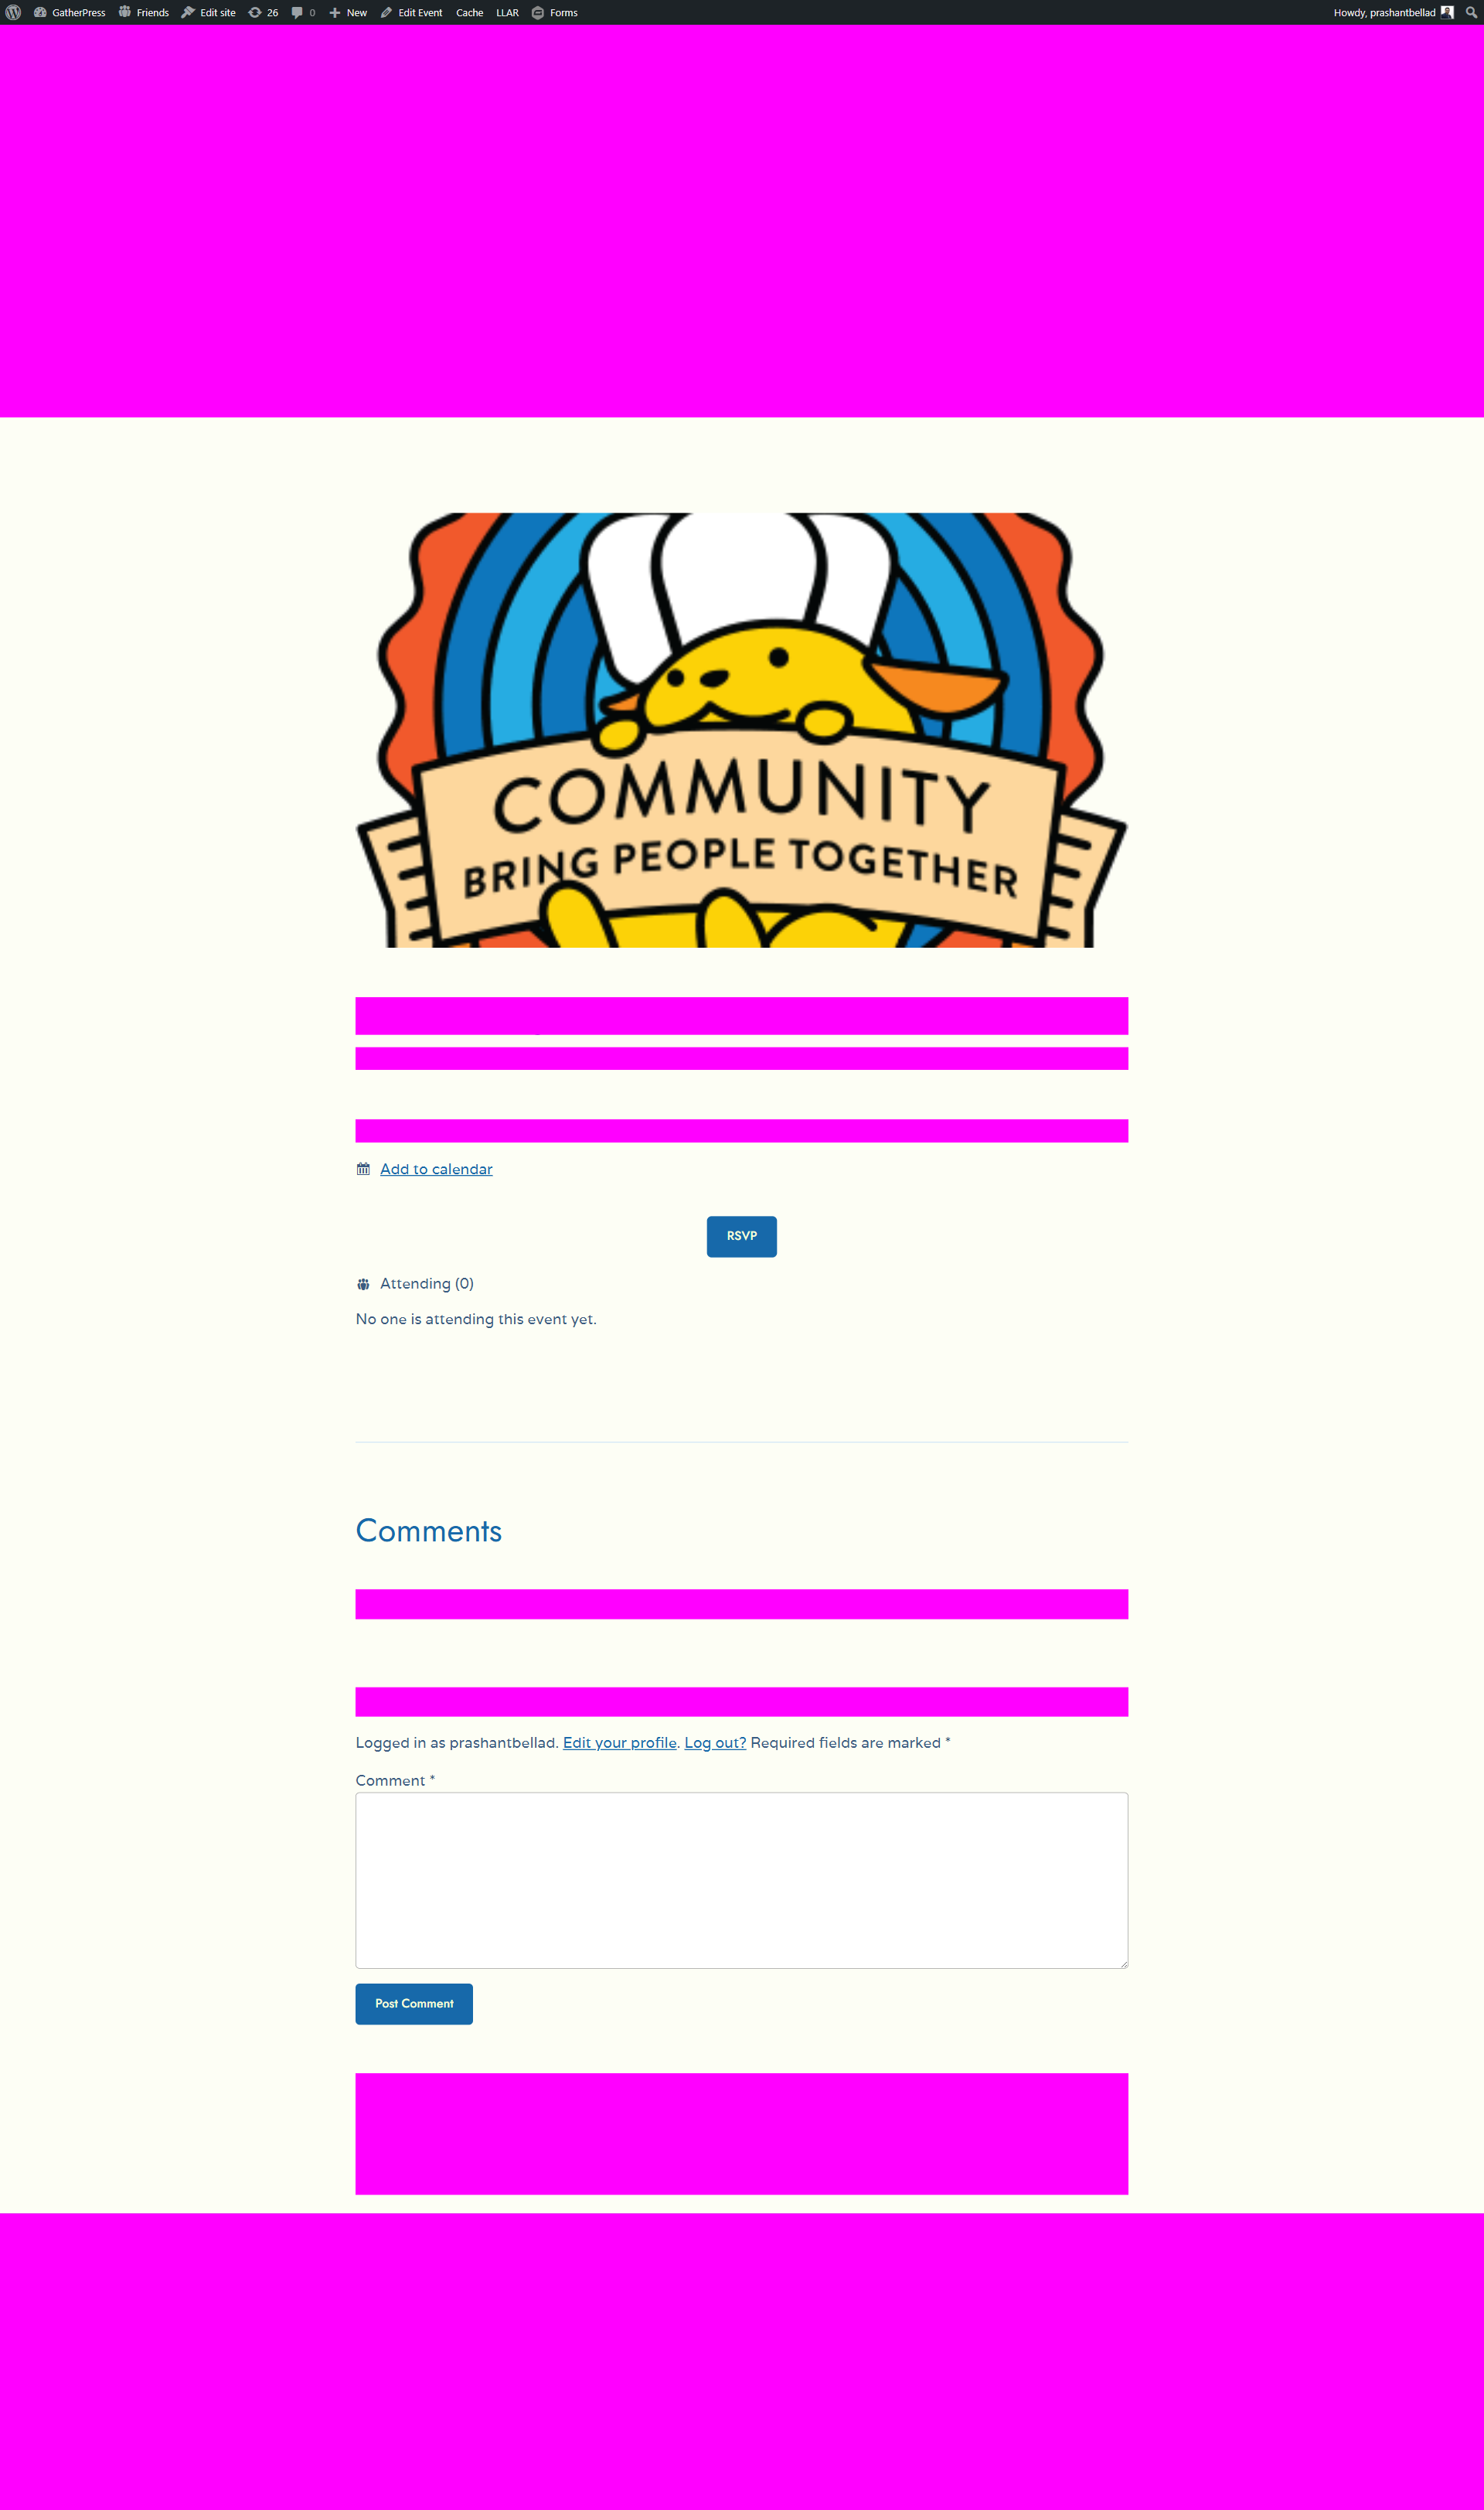 GatherPress Friends Edit site 26 0 New Edit Event Cache LLAR Forms Howdy, prashantbellad
COMMUNITY
BRING PEOPLE TOGETHER
Add to calendar
RSVP
Attending (0)
No one is attending this event yet.
Comments
Logged in as prashantbellad. Edit your profile. Log out? Required fields are marked *
Comment *
Post Comment